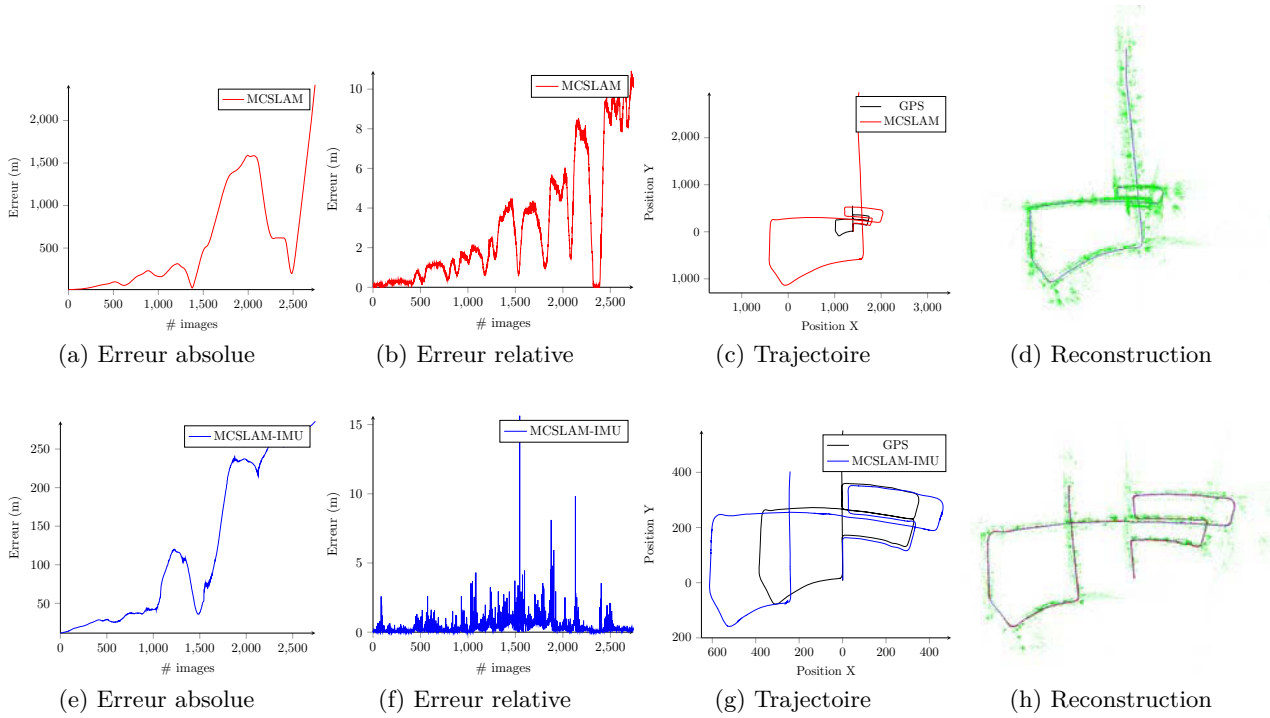 MCSLAM
2,000
1,500
1,000
500
Erreur (m)
0 500 1,000 1,500 2,000 2,500
# images
(a) Erreur absolue
MCSLAM
10
8
6
4
2
0
Erreur (m)
0 500 1,000 1,500 2,000 2,500
# images
(b) Erreur relative
GPS
MCSLAM
2,000
1,000
0
1,000
Position Y
1,000 0 1,000 2,000 3,000
Position X
(c) Trajectoire
(d) Reconstruction
MCSLAM-IMU
250
200
150
100
50
Erreur (m)
0 500 1,000 1,500 2,000 2,500
# images
(e) Erreur absolue
MCSLAM-IMU
15
10
5
0
Erreur (m)
0 500 1,000 1,500 2,000 2,500
# images
(f) Erreur relative
GPS
MCSLAM-IMU
400
200
0
200
Position Y
600 400 200 0 200 400
Position X
(g) Trajectoire
(h) Reconstruction